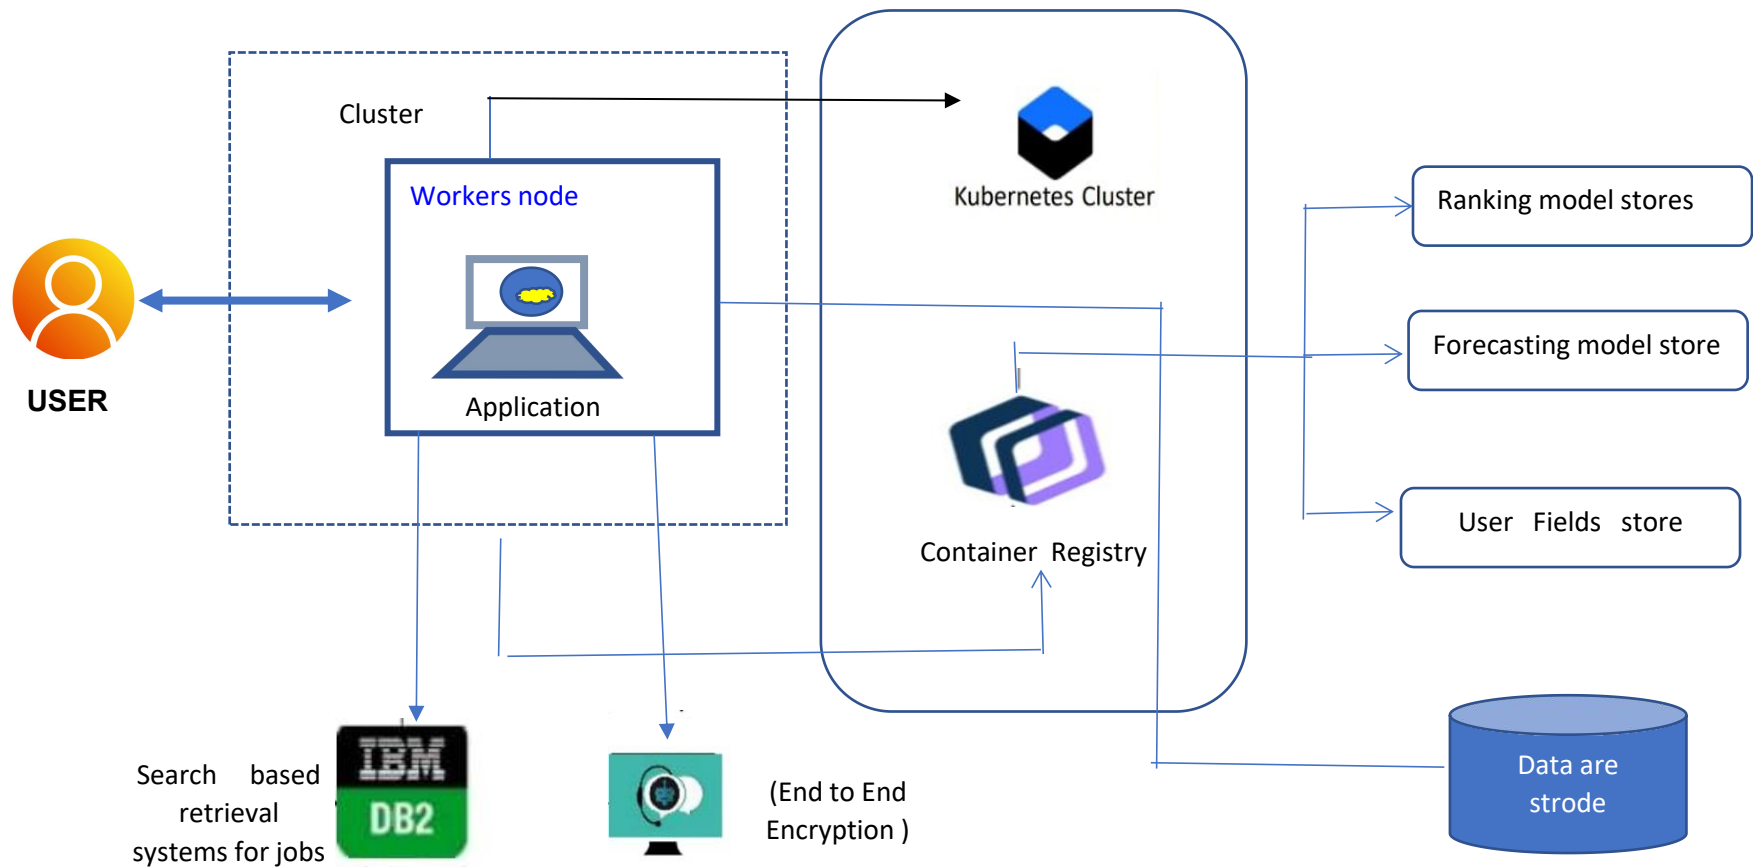 Cluster
Workers node
Application
USER
Kubernetes Cluster
Container Registry
Ranking model stores
Forecasting model store
User Fields store
Search based
retrieval
systems for jobs
IBM
DB2
(End to End
Encryption )
Data are
strode